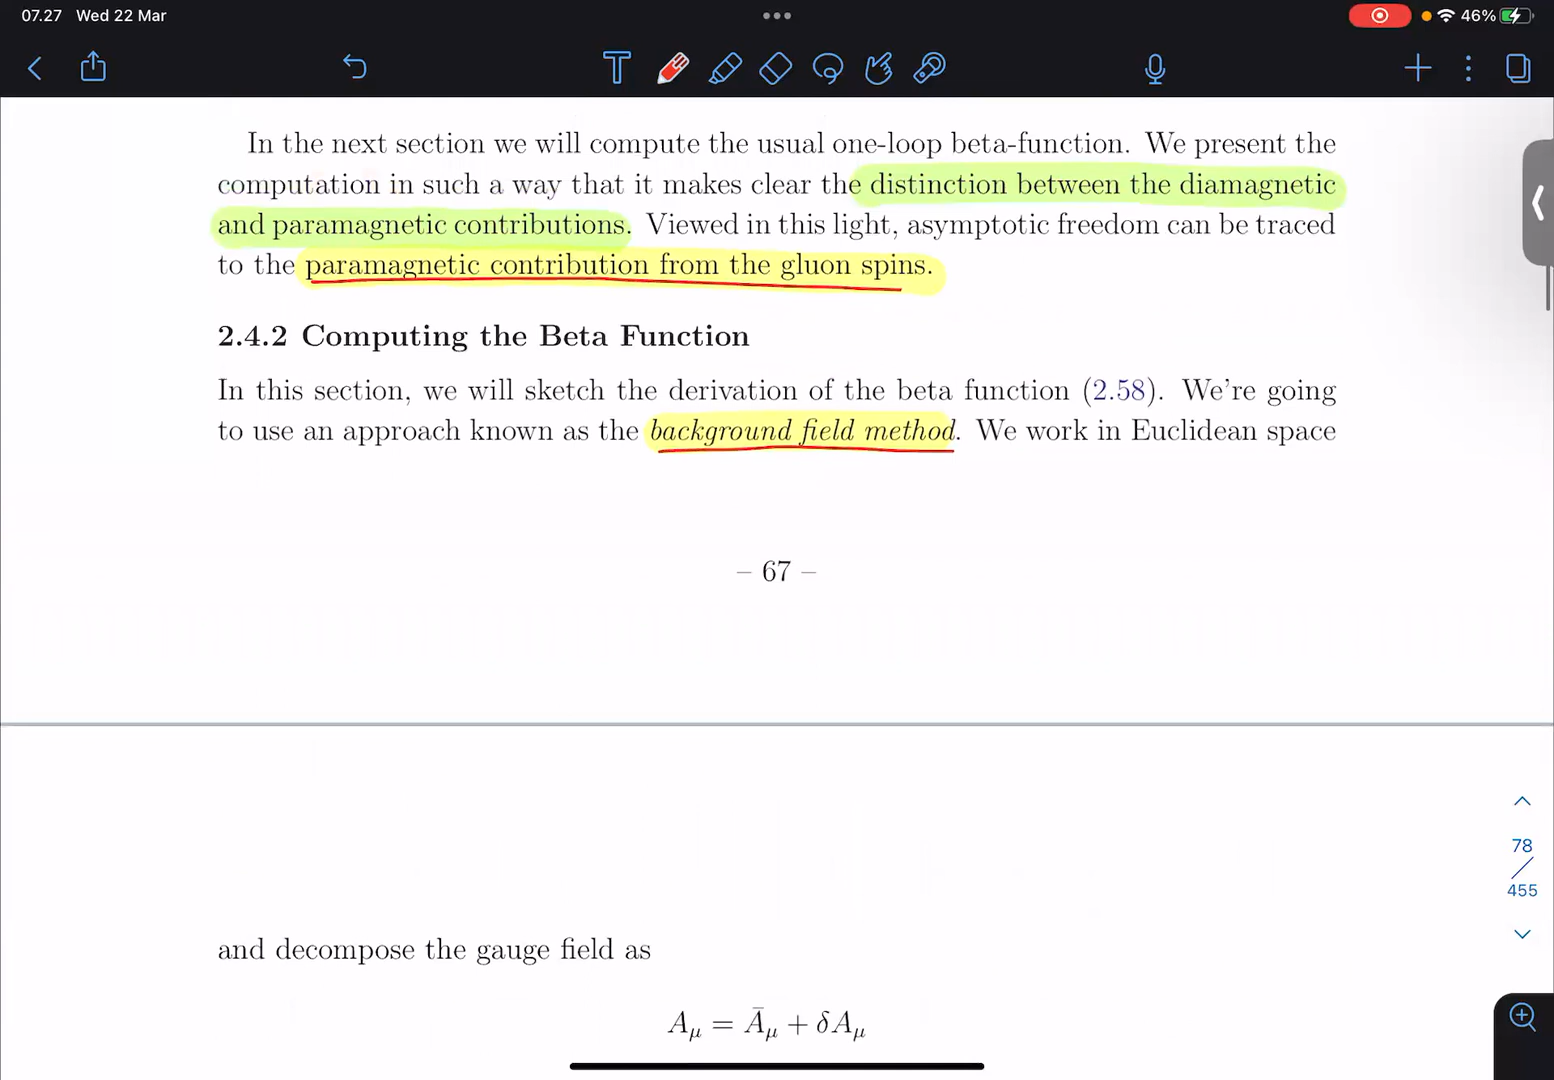 07.27 Wed 22 Mar
46%
In the next section we will compute the usual one-loop beta-function. We present the
computation in such a way that it makes clear the distinction between the diamagnetic
and paramagnetic contributions. Viewed in this light, asymptotic freedom can be traced
to the paramagnetic contribution from the gluon spins.
2.4.2 Computing the Beta Function
In this section, we will sketch the derivation of the beta function (2.58). We're going
to use an approach known as the background field method. We work in Euclidean space
– 67 –
78
455
and decompose the gauge field as
A_μ = Ā_μ + δA_μ